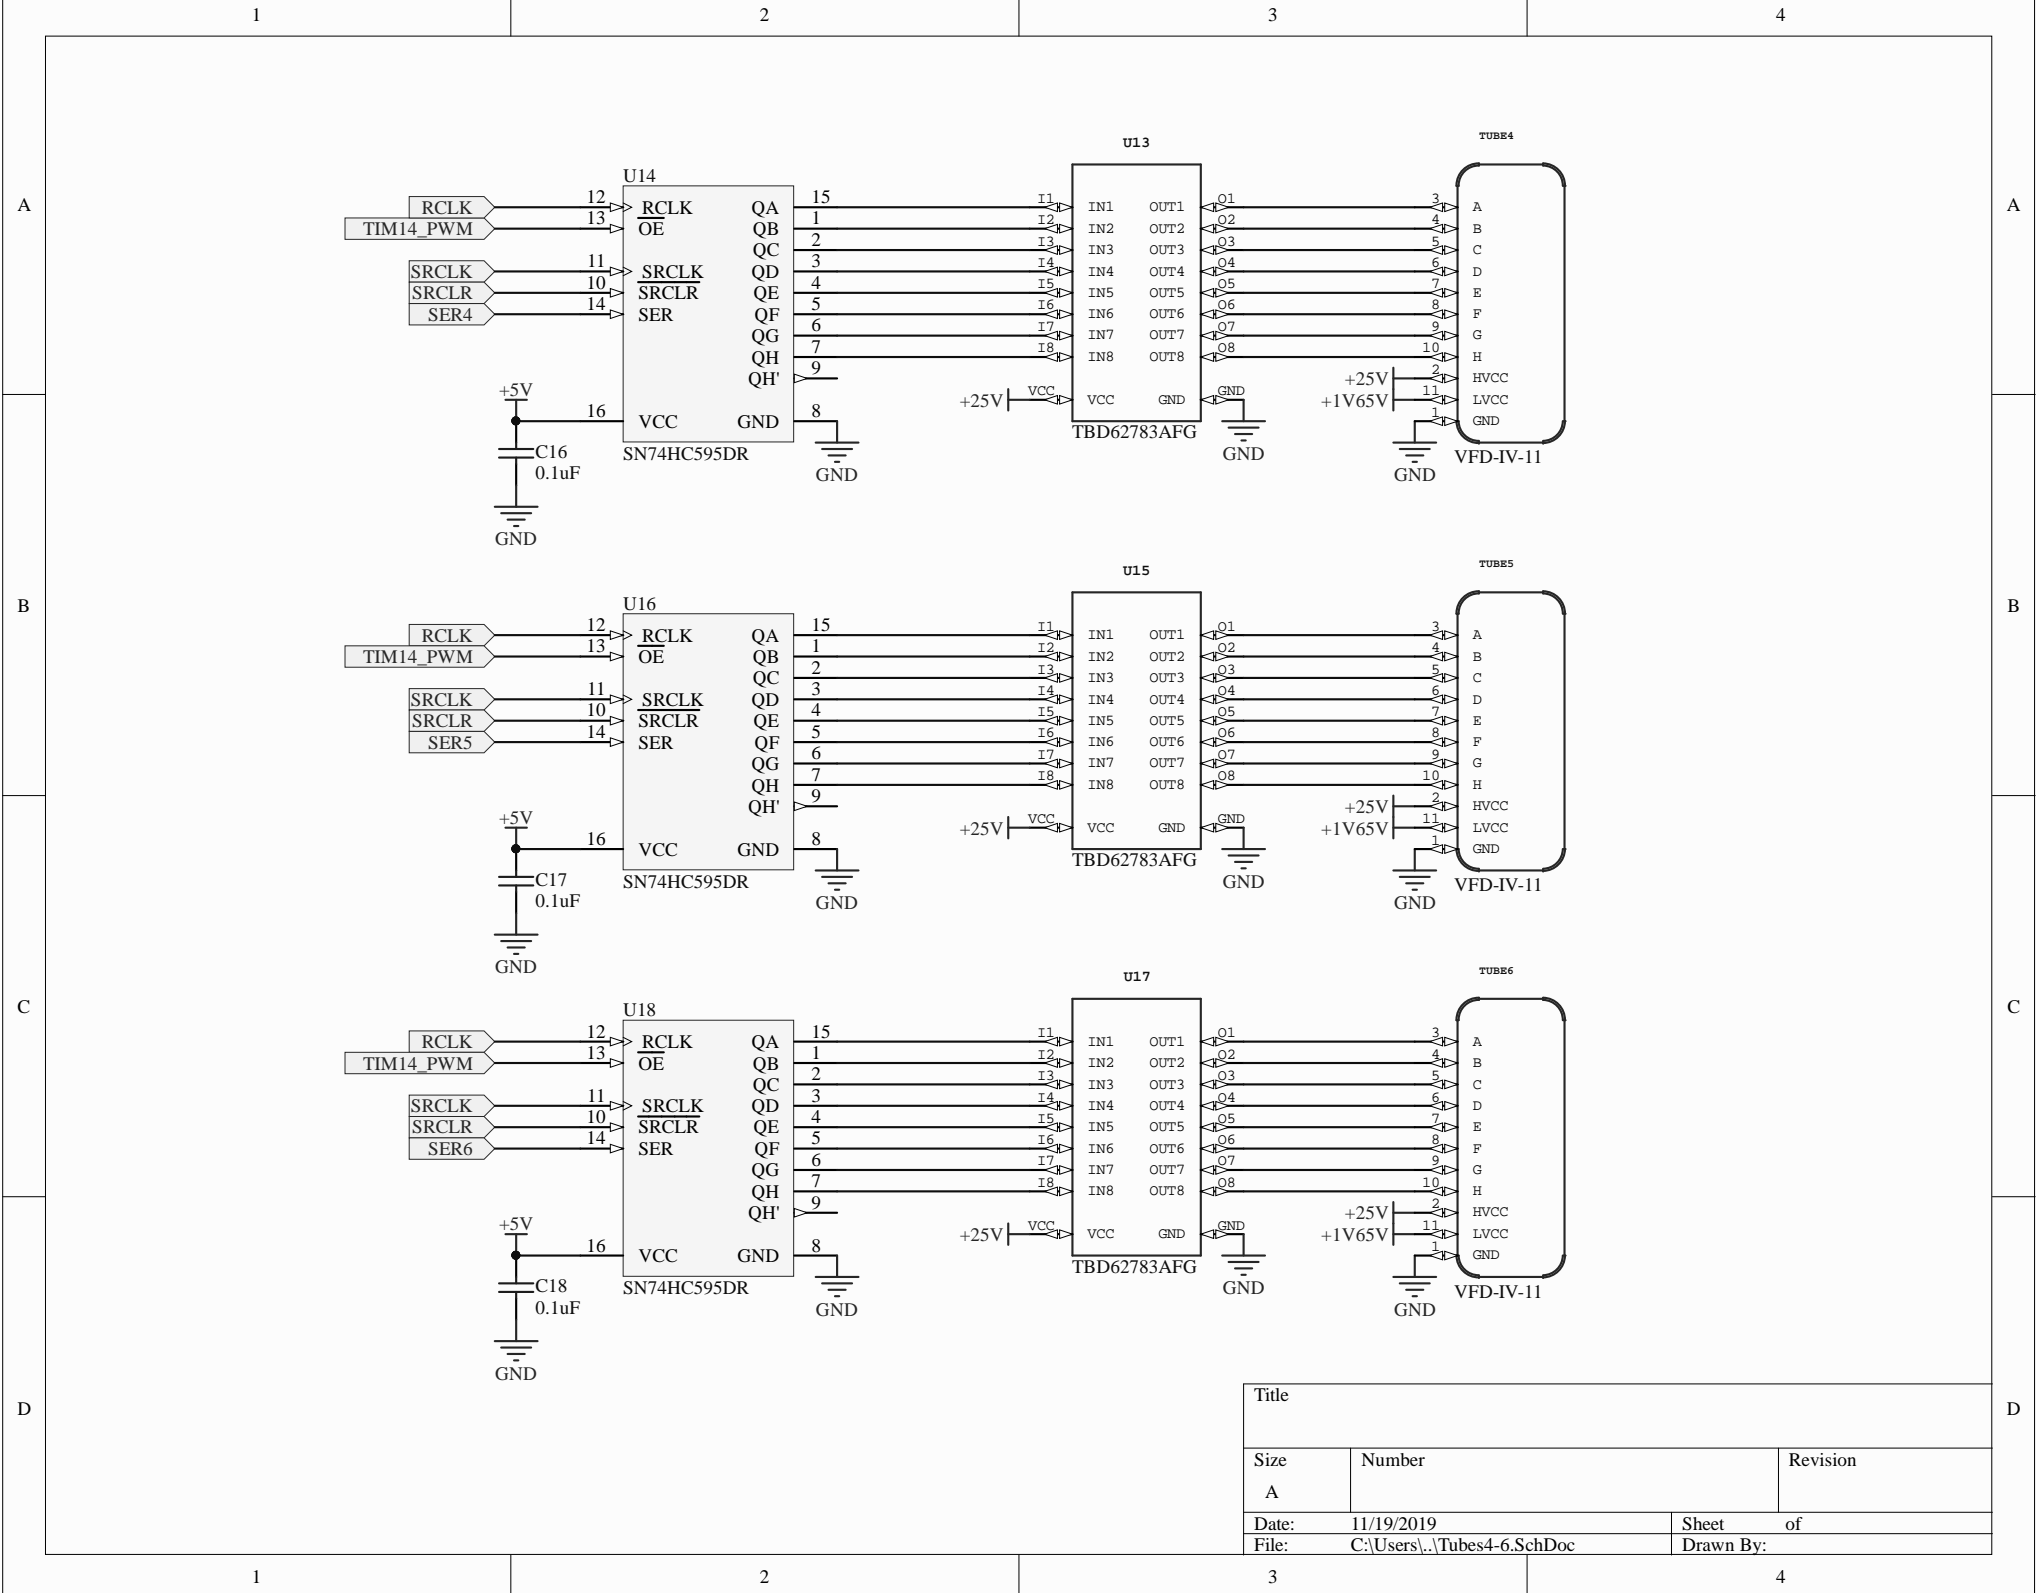 1 2 3 4
A A
B B
C C
D D
U14
RCLK 12 RCLK QA 15
TIM14_PWM 13 OE QB 1
QC 2
SRCLK 11 SRCLK QD 3
SRCLR 10 SRCLR QE 4
SER4 14 SER QF 5
QG 6
QH 7
QH' 9
+5V
16 VCC GND 8
SN74HC595DR
C16
0.1uF
GND
GND
U13
I1 IN1 OUT1 O1
I2 IN2 OUT2 O2
I3 IN3 OUT3 O3
I4 IN4 OUT4 O4
I5 IN5 OUT5 O5
I6 IN6 OUT6 O6
I7 IN7 OUT7 O7
I8 IN8 OUT8 O8
+25V VCC VCC GND GND
TBD62783AFG
GND
TUBE4
3 A
4 B
5 C
6 D
7 E
8 F
9 G
10 H
+25V 2 HVCC
+1V65V 11 LVCC
1 GND
VFD-IV-11
GND
U16
RCLK 12 RCLK QA 15
TIM14_PWM 13 OE QB 1
QC 2
SRCLK 11 SRCLK QD 3
SRCLR 10 SRCLR QE 4
SER5 14 SER QF 5
QG 6
QH 7
QH' 9
+5V
16 VCC GND 8
SN74HC595DR
C17
0.1uF
GND
GND
U15
I1 IN1 OUT1 O1
I2 IN2 OUT2 O2
I3 IN3 OUT3 O3
I4 IN4 OUT4 O4
I5 IN5 OUT5 O5
I6 IN6 OUT6 O6
I7 IN7 OUT7 O7
I8 IN8 OUT8 O8
+25V VCC VCC GND GND
TBD62783AFG
GND
TUBE5
3 A
4 B
5 C
6 D
7 E
8 F
9 G
10 H
+25V 2 HVCC
+1V65V 11 LVCC
1 GND
VFD-IV-11
GND
U18
RCLK 12 RCLK QA 15
TIM14_PWM 13 OE QB 1
QC 2
SRCLK 11 SRCLK QD 3
SRCLR 10 SRCLR QE 4
SER6 14 SER QF 5
QG 6
QH 7
QH' 9
+5V
16 VCC GND 8
SN74HC595DR
C18
0.1uF
GND
GND
U17
I1 IN1 OUT1 O1
I2 IN2 OUT2 O2
I3 IN3 OUT3 O3
I4 IN4 OUT4 O4
I5 IN5 OUT5 O5
I6 IN6 OUT6 O6
I7 IN7 OUT7 O7
I8 IN8 OUT8 O8
+25V VCC VCC GND GND
TBD62783AFG
GND
TUBE6
3 A
4 B
5 C
6 D
7 E
8 F
9 G
10 H
+25V 2 HVCC
+1V65V 11 LVCC
1 GND
VFD-IV-11
GND
Title
Size Number Revision
A
Date: 11/19/2019 Sheet of
File: C:\Users\..\Tubes4-6.SchDoc Drawn By:
1 2 3 4